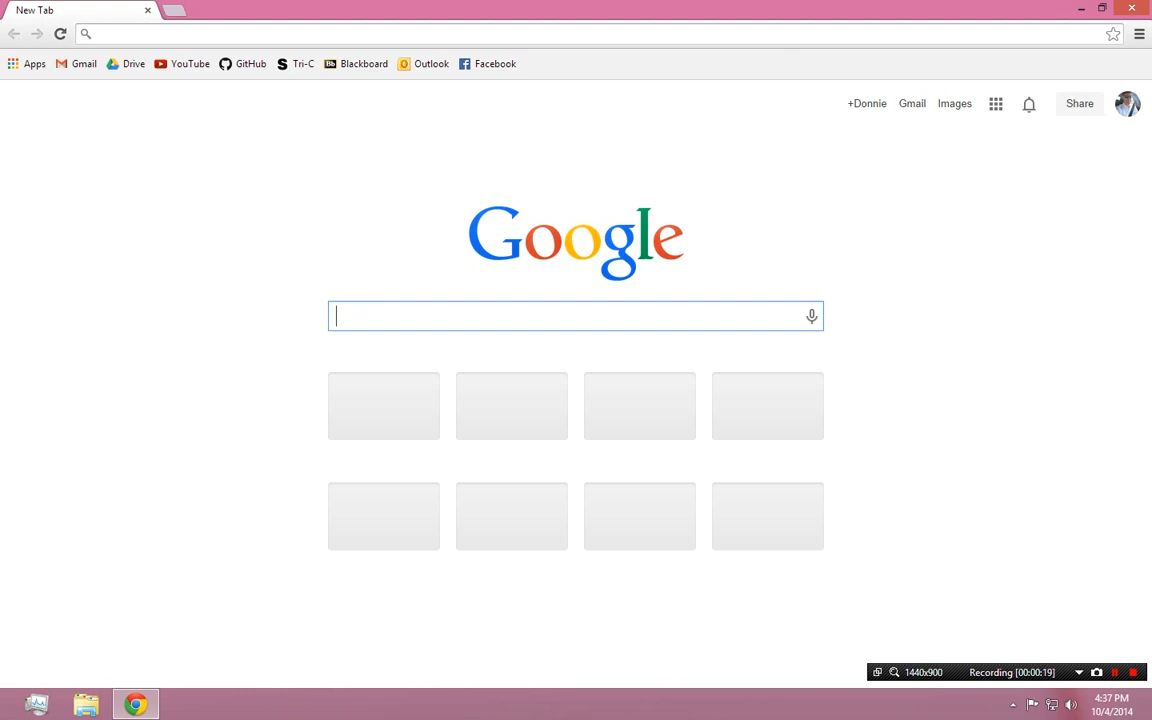 New Tab
Apps Gmail Drive YouTube GitHub Tri-C Blackboard Outlook Facebook
+Donnie Gmail Images Share
Google
1440x900 Recording [00:00:19]
4:37 PM
10/4/2014